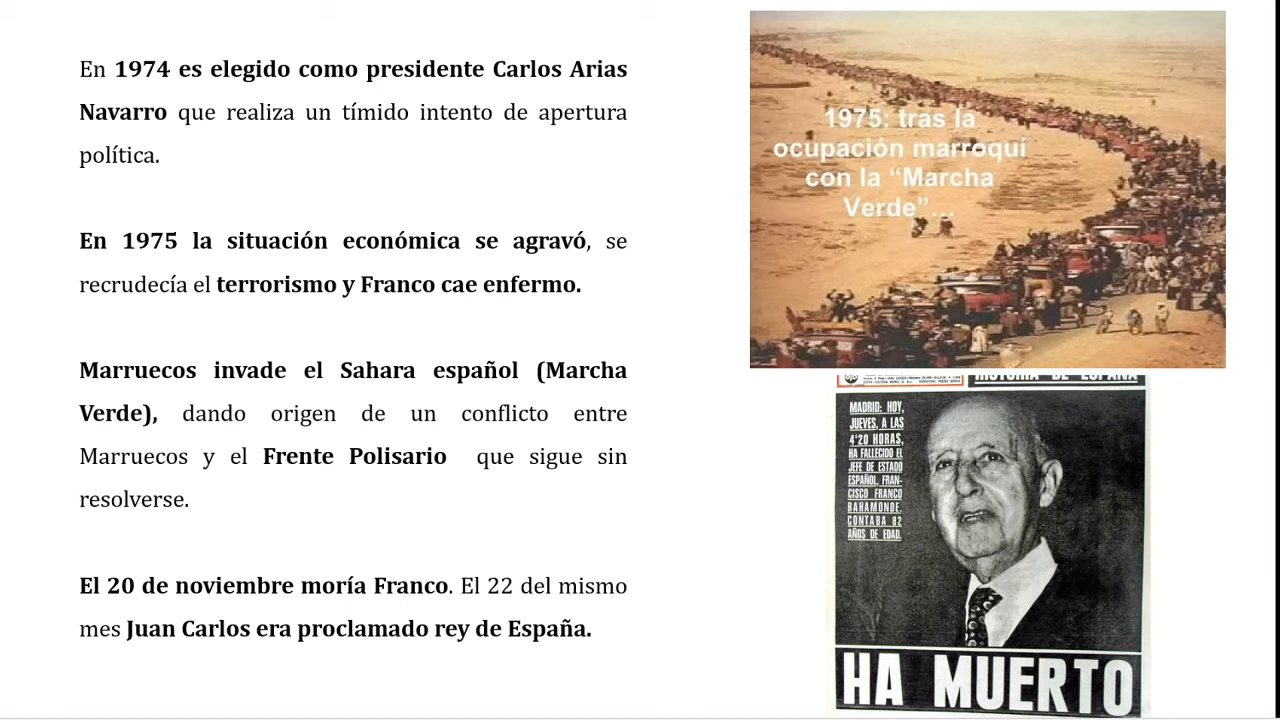 En 1974 es elegido como presidente Carlos Arias
Navarro que realiza un tímido intento de apertura
política.
En 1975 la situación económica se agravó, se
recrudecía el terrorismo y Franco cae enfermo.
Marruecos invade el Sahara español (Marcha
Verde), dando origen de un conflicto entre
Marruecos y el Frente Polisario que sigue sin
resolverse.
El 20 de noviembre moría Franco. El 22 del mismo
mes Juan Carlos era proclamado rey de España.
1975: tras la
ocupación marroquí
con la “Marcha
Verde”…
HISTORIA DE ESPAÑA
MADRID: HOY,
JUEVES, A LAS
4'20 HORAS,
HA FALLECIDO EL
JEFE DE ESTADO
ESPAÑOL, FRAN-
CISCO FRANCO
BAHAMONDE.
CONTABA 82
AÑOS DE EDAD.
HA MUERTO